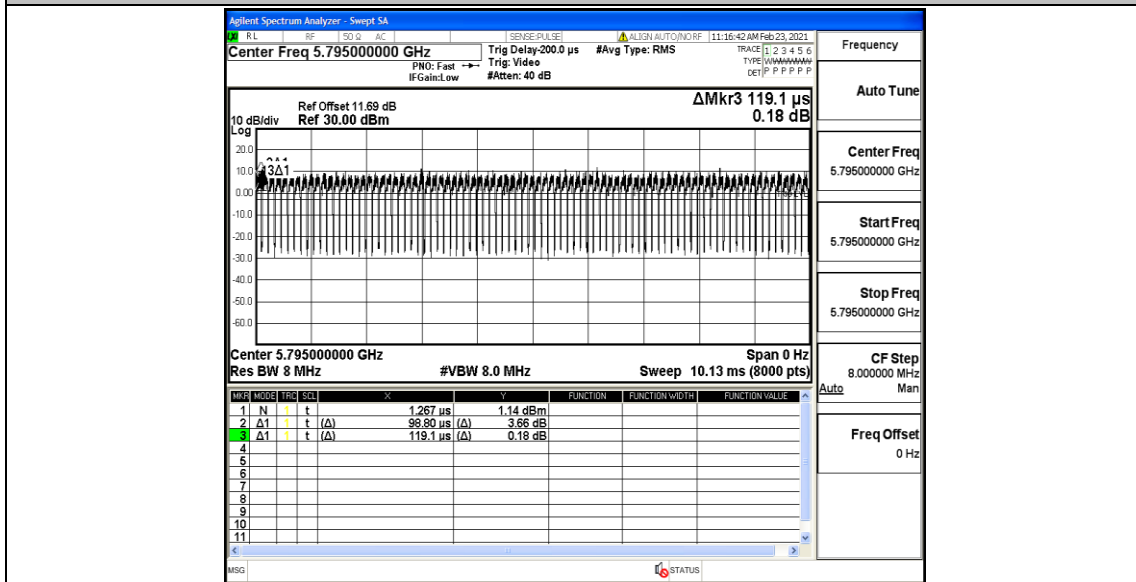 Agilent Spectrum Analyzer - Swept SA
RL RF 50 Ω AC SENSE:PULSE ALIGN AUTO/NO RF 11:16:42 AM Feb 23, 2021
Center Freq 5.795000000 GHz
PNO: Fast
IFGain:Low
Trig Delay-200.0 µs
Trig: Video
#Atten: 40 dB
#Avg Type: RMS
TRACE 1 2 3 4 5 6
TYPE
DET P P P P P P
Ref Offset 11.69 dB
10 dB/div Ref 30.00 dBm
Log
ΔMkr3 119.1 µs
0.18 dB
20.0
10.0
0.00
-10.0
-20.0
-30.0
-40.0
-50.0
-60.0
3Δ1
Center 5.795000000 GHz Span 0 Hz
Res BW 8 MHz #VBW 8.0 MHz Sweep 10.13 ms (8000 pts)
MKR MODE TRC SCL X Y FUNCTION FUNCTION WIDTH FUNCTION VALUE
1 N 1 t 1.267 µs 1.14 dBm
2 Δ1 1 t (Δ) 98.80 µs (Δ) 3.66 dB
3 Δ1 1 t (Δ) 119.1 µs (Δ) 0.18 dB
4
5
6
7
8
9
10
11
MSG STATUS
Frequency
Auto Tune
Center Freq
5.795000000 GHz
Start Freq
5.795000000 GHz
Stop Freq
5.795000000 GHz
CF Step
8.000000 MHz
Auto Man
Freq Offset
0 Hz